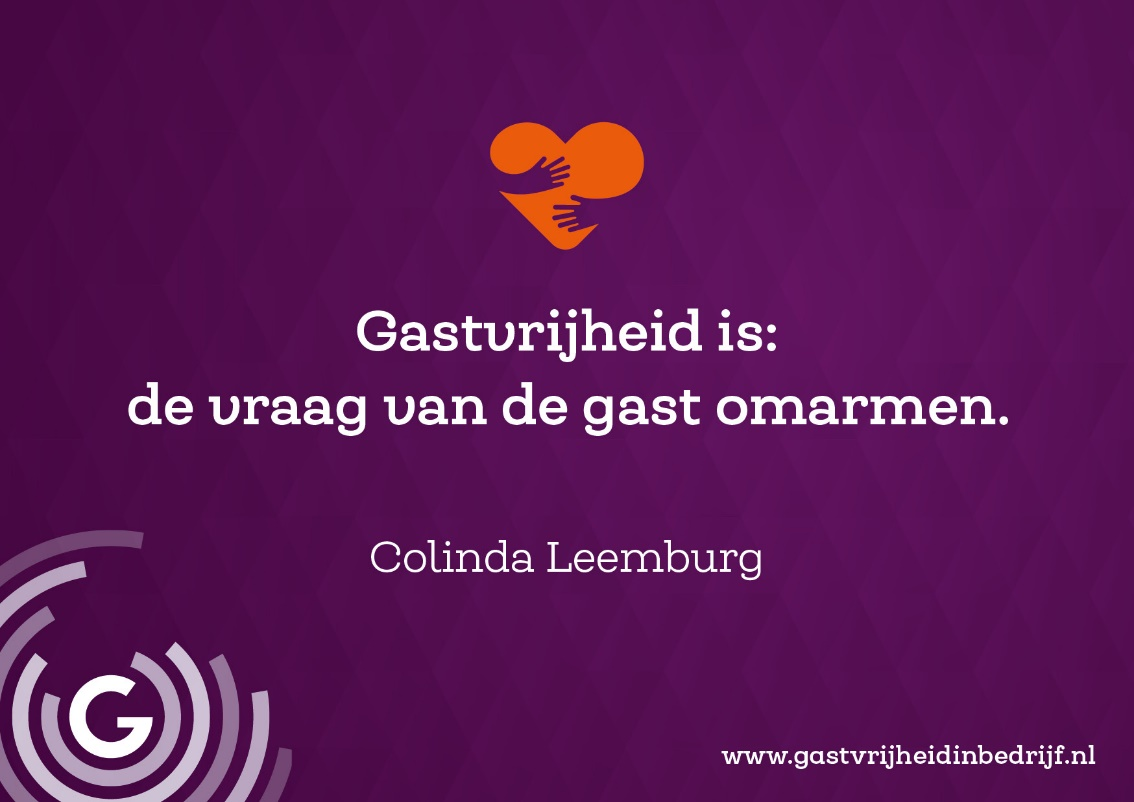 Gastvrijheid is:
de vraag van de gast omarmen.
Colinda Leemburg
G
www.gastvrijheidinbedrijf.nl